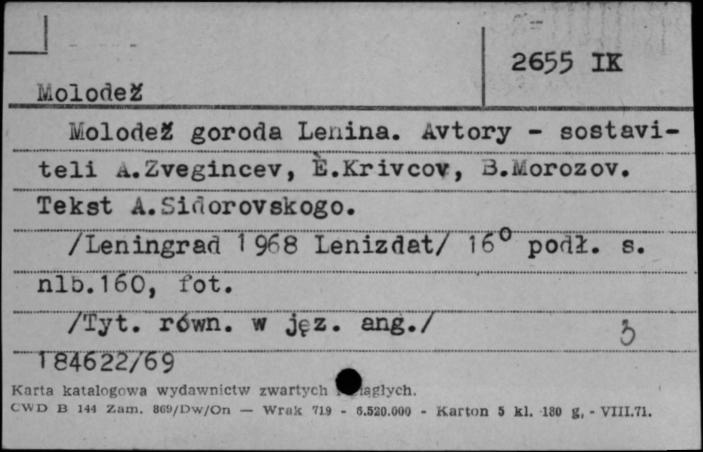 2655 IK
Molodež
Molodež goroda Lenina. Avtory - sostavi-
teli A.Zvegincev, È.Krivcov, B.Morozov.
Tekst A.Sidorovskogo.
/Leningrad 1968 Lenizdat/ 16° podł. s.
nlb.160, fot.
/Tyt. równ. w jęz. ang./ 3
184622/69
Karta katalogowa wydawnictw zwartych i ciągłych.
CWD B 144 Zam. 869/Dw/On — Wrak 719 - 6.520.000 - Karton 5 kl. 180 g, - VIII.71.